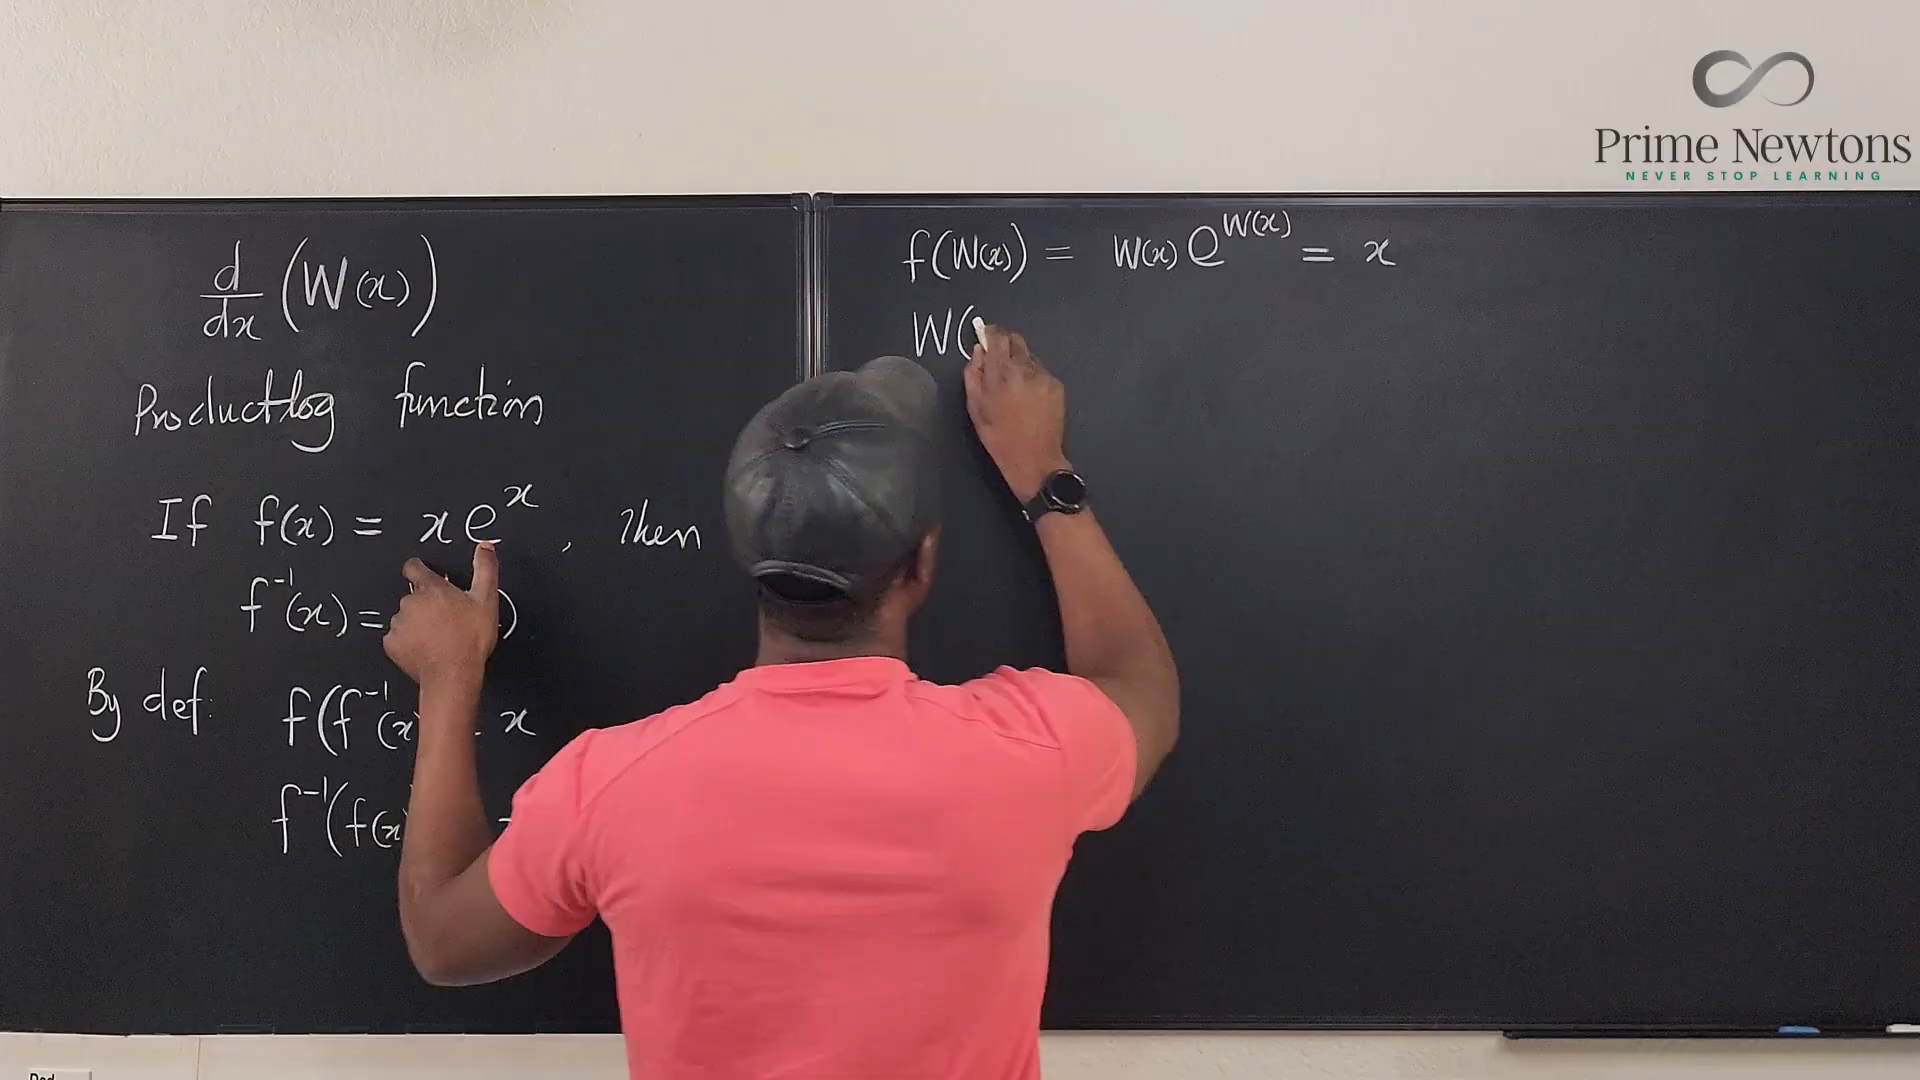 Prime Newtons
NEVER STOP LEARNING
d/dx (W(x))
Productlog function
If f(x) = xe^x , then
f^-1(x) = )
By def: f(f^-1(x) = x
f^-1(f(x)
f(W(x)) = W(x) e^W(x) = x
W(